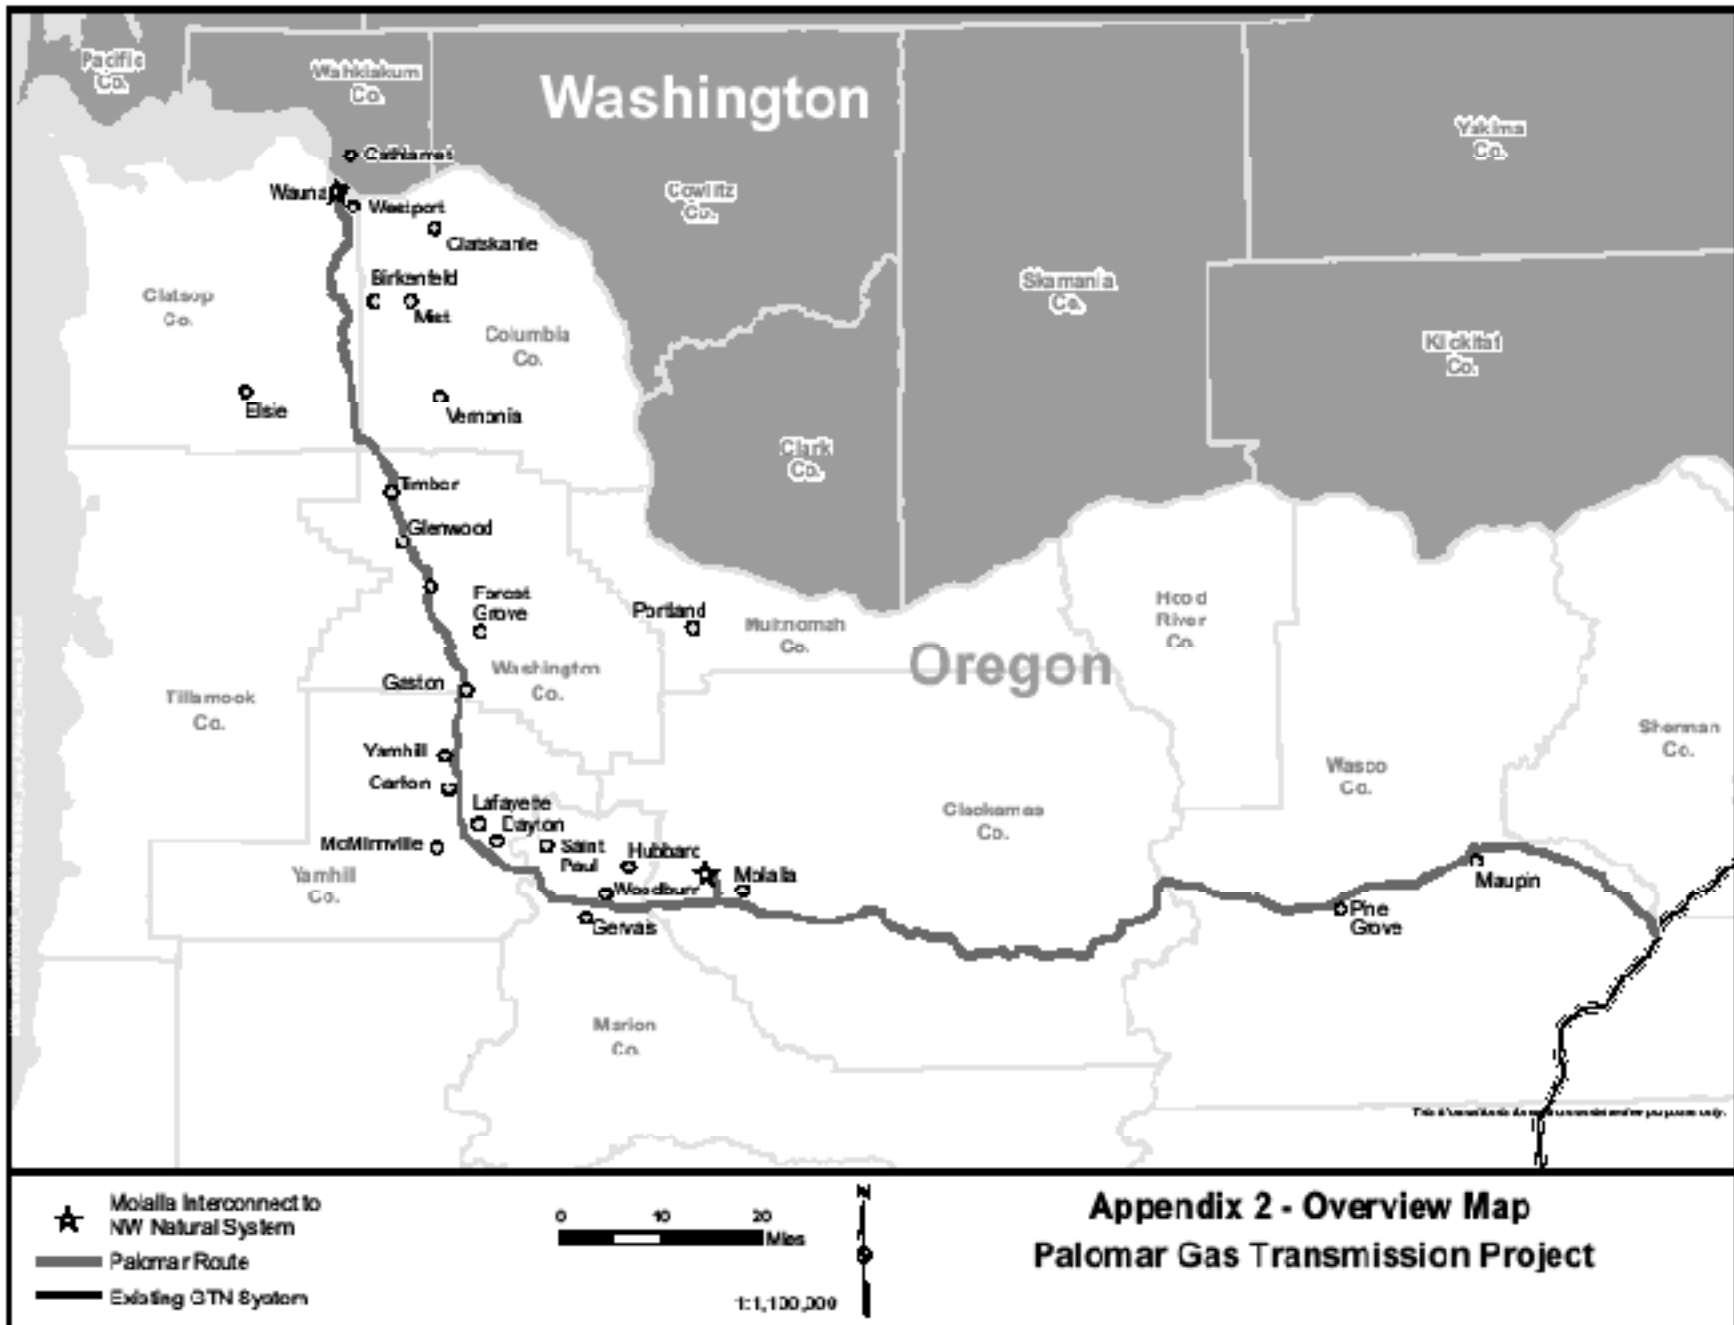 Pacific
Co.
Wahkiakum
Co.
Washington
Yakima
Co.
Cathlamet
Wauna
Westport
Clatskanie
Cowlitz
Co.
Birkenfeld
Mist
Clatsop
Co.
Columbia
Co.
Skamania
Co.
Klickitat
Co.
Elsie
Vernonia
Clark
Co.
Timber
Glenwood
Forest
Grove
Portland
Multnomah
Co.
Hood
River
Co.
Oregon
Gaston
Washington
Co.
Tillamook
Co.
Sherman
Co.
Yamhill
Carlton
Wasco
Co.
Lafayette
Dayton
Clackamas
Co.
McMinnville
Saint
Paul
Hubbard
Molalla
Yamhill
Co.
Woodburn
Gervais
Maupin
Pine
Grove
Marion
Co.
Molalla Interconnect to
NW Natural System
Palomar Route
Existing GTN System
0 10 20
Miles
N
1:1,100,000
Appendix 2 - Overview Map
Palomar Gas Transmission Project